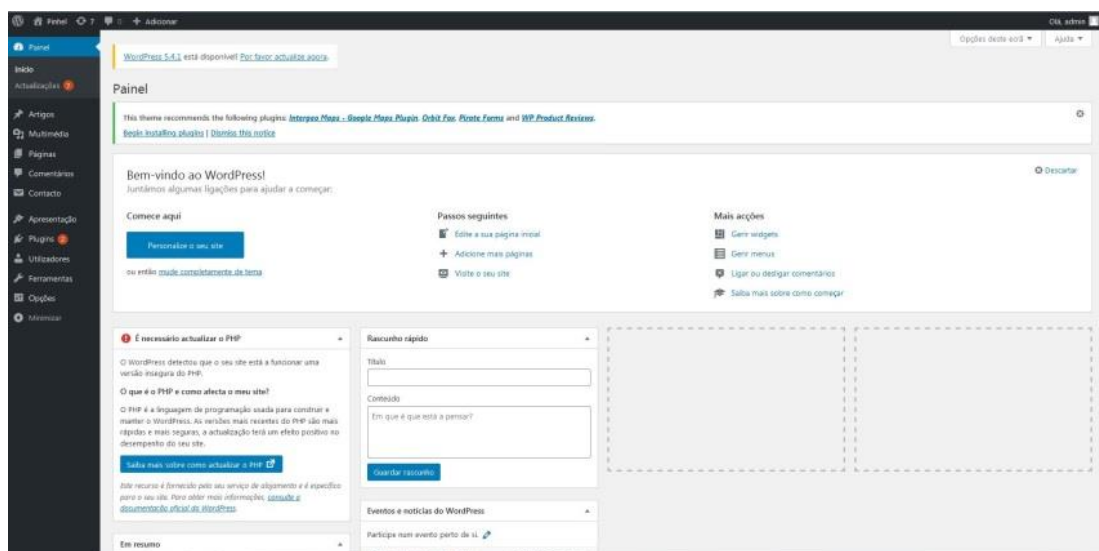 Pinhel 7 0 + Adicionar
Olá, admin
Painel
Início
Actualizações
Artigos
Multimédia
Páginas
Comentários
Contacto
Apresentação
Plugins
Utilizadores
Ferramentas
Opções
Minimizar
Opções deste ecrã
Ajuda
WordPress 5.4.1 está disponível! Por favor actualize agora.
Painel
This theme recommends the following plugins: Intergeo Maps - Google Maps Plugin, Orbit Fox, Pirate Forms and WP Product Reviews.
Begin installing plugins | Dismiss this notice
Bem-vindo ao WordPress!
Descartar
Juntámos algumas ligações para ajudar a começar:
Comece aqui
Personalize o seu site
ou então mude completamente de tema
Passos seguintes
Edite a sua página inicial
Adicione mais páginas
Visite o seu site
Mais acções
Gerir widgets
Gerir menus
Ligar ou desligar comentários
Saiba mais sobre como começar
É necessário actualizar o PHP
O WordPress detectou que o seu site está a funcionar uma
versão insegura do PHP.
O que é o PHP e como afecta o meu site?
O PHP é a linguagem de programação usada para construir e
manter o WordPress. As versões mais recentes do PHP são mais
rápidas e mais seguras, a actualização terá um efeito positivo no
desempenho do seu site.
Saiba mais sobre como actualizar o PHP
Este recurso é fornecido pelo seu serviço de alojamento e é específico
para o seu site. Para obter mais informações, consulte a
documentação oficial do WordPress.
Em resumo
Rascunho rápido
Título
Conteúdo
Em que é que está a pensar?
Guardar rascunho
Eventos e notícias do WordPress
Participe num evento perto de si.